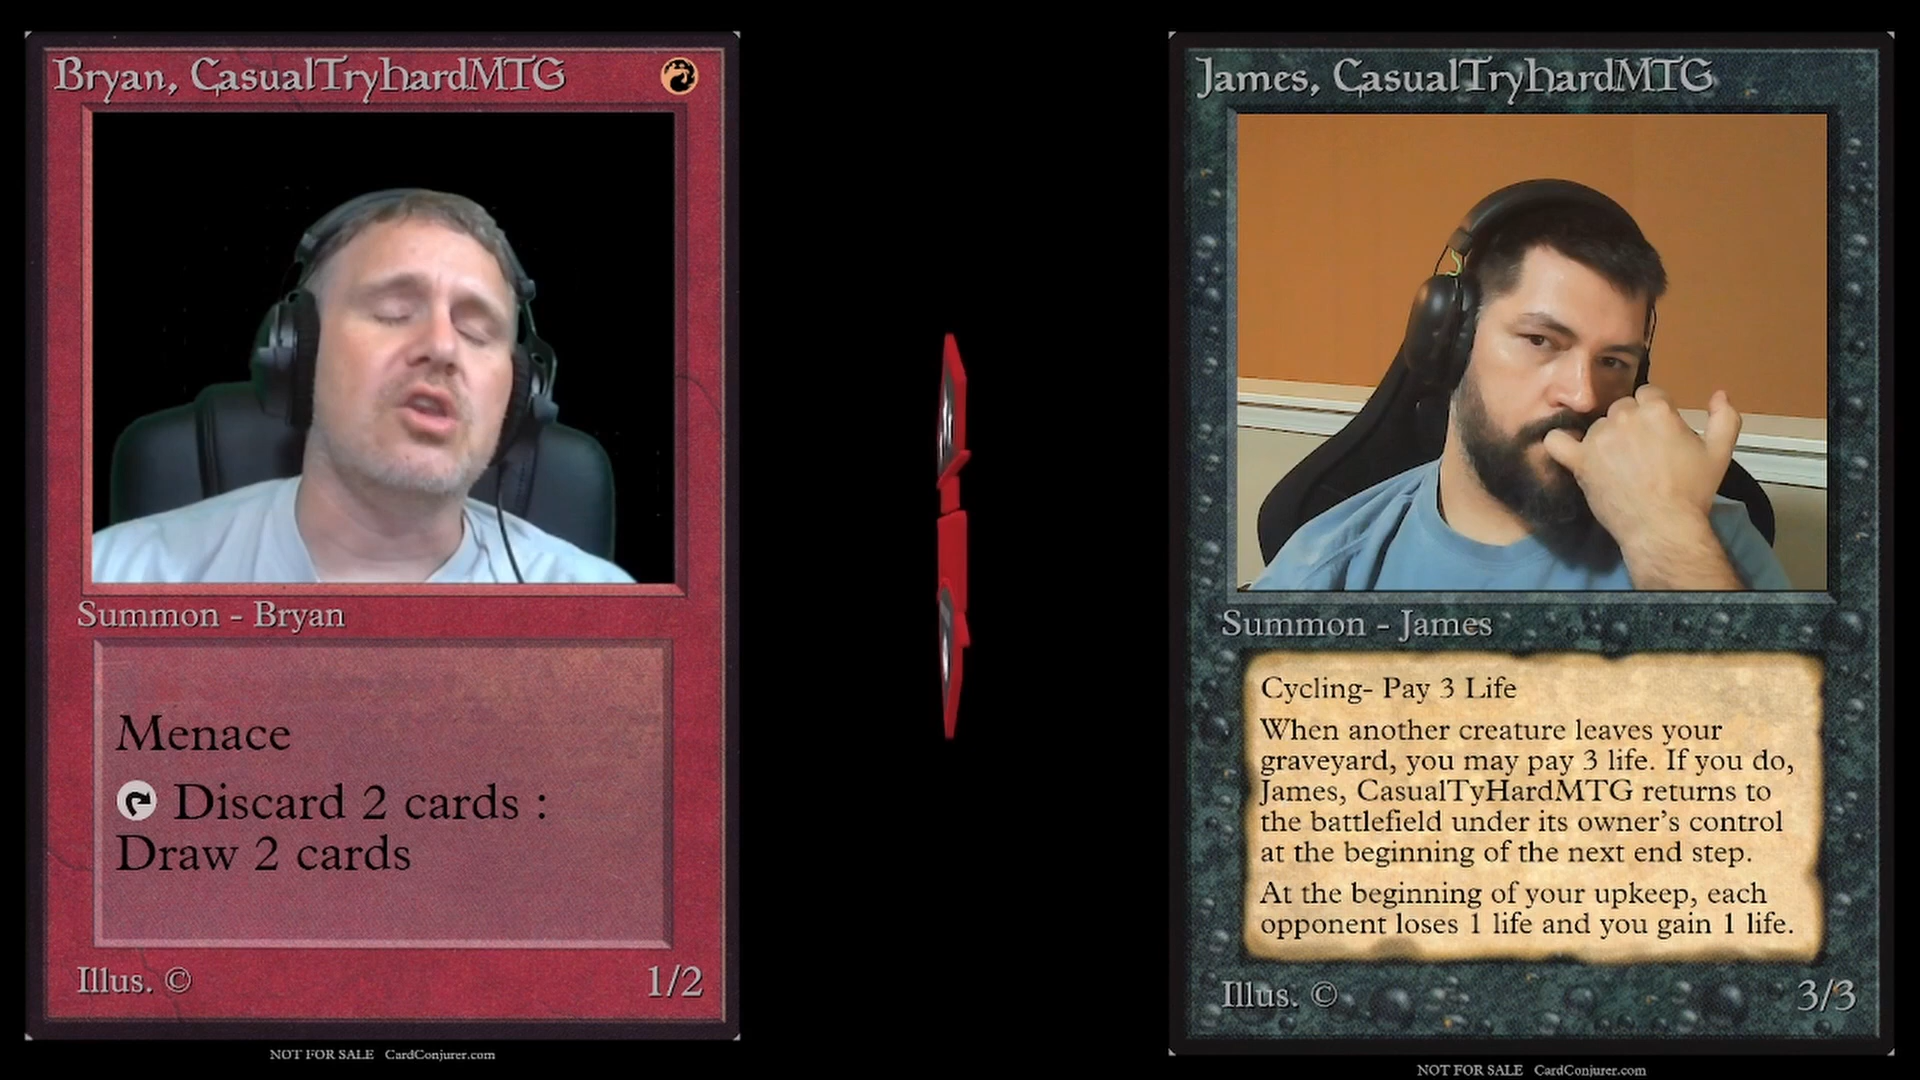 Bryan, CasualTryhardMTG
Summon - Bryan
Menace
Discard 2 cards :
Draw 2 cards
Illus. ©
1/2
NOT FOR SALE CardConjurer.com
James, CasualTryhardMTG
Summon - James
Cycling- Pay 3 Life
When another creature leaves your
graveyard, you may pay 3 life. If you do,
James, CasualTyHardMTG returns to
the battlefield under its owner's control
at the beginning of the next end step.
At the beginning of your upkeep, each
opponent loses 1 life and you gain 1 life.
Illus. ©
3/3
NOT FOR SALE CardConjurer.com